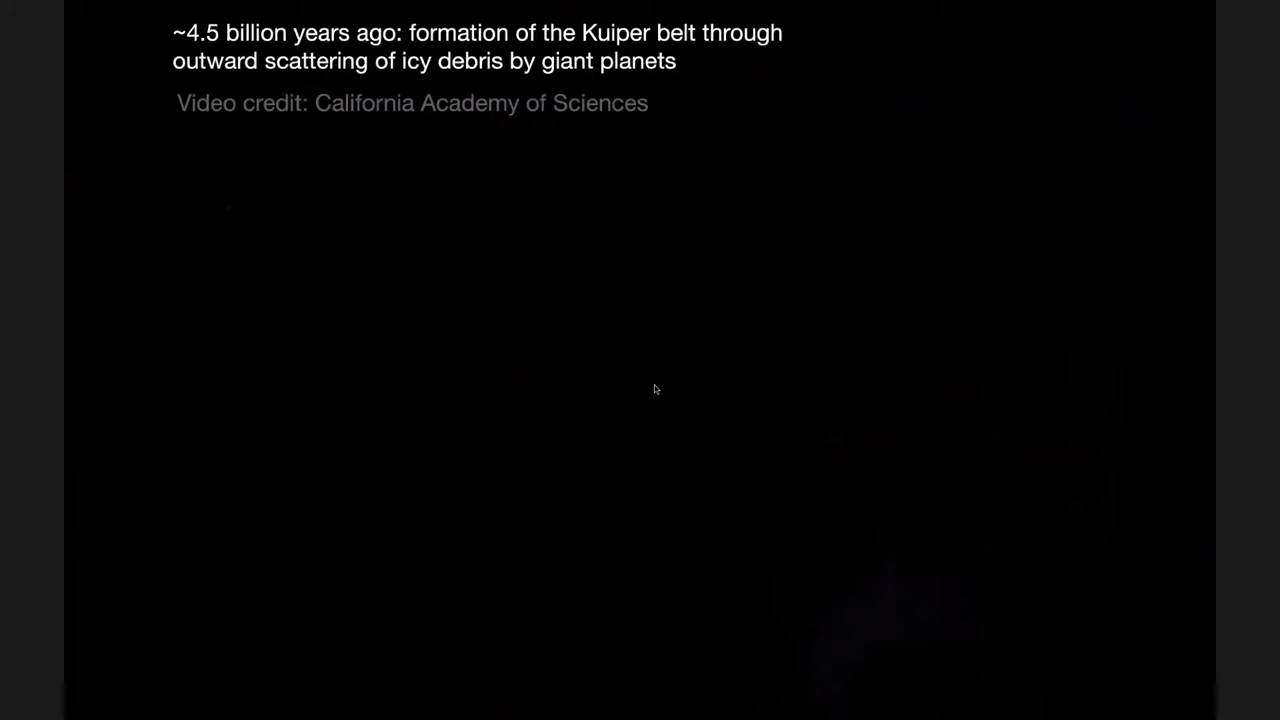 ~4.5 billion years ago: formation of the Kuiper belt through
outward scattering of icy debris by giant planets
Video credit: California Academy of Sciences